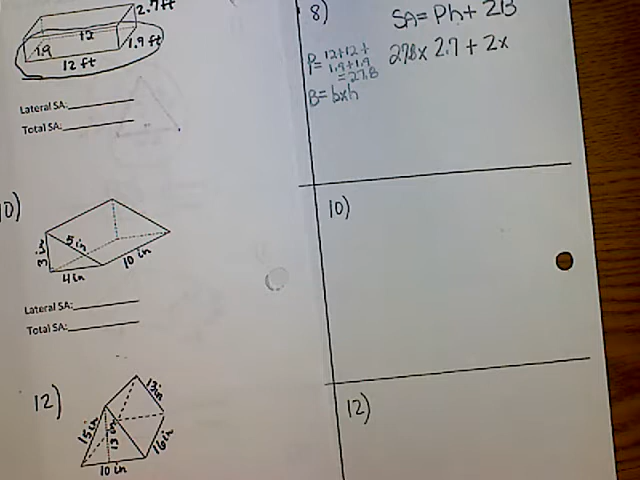 2.7 ft
12
1.9
1.9 ft
12 ft
Lateral SA:
Total SA:
8)
SA = Ph + 2B
P = 12+12+
1.9+1.9
= 27.8
27.8 x 2.7 + 2x
B = bxh
10)
3 in
5 in
4 in
10 in
Lateral SA:
Total SA:
10)
12)
15 in
13 in
13 in
16 in
10 in
12)